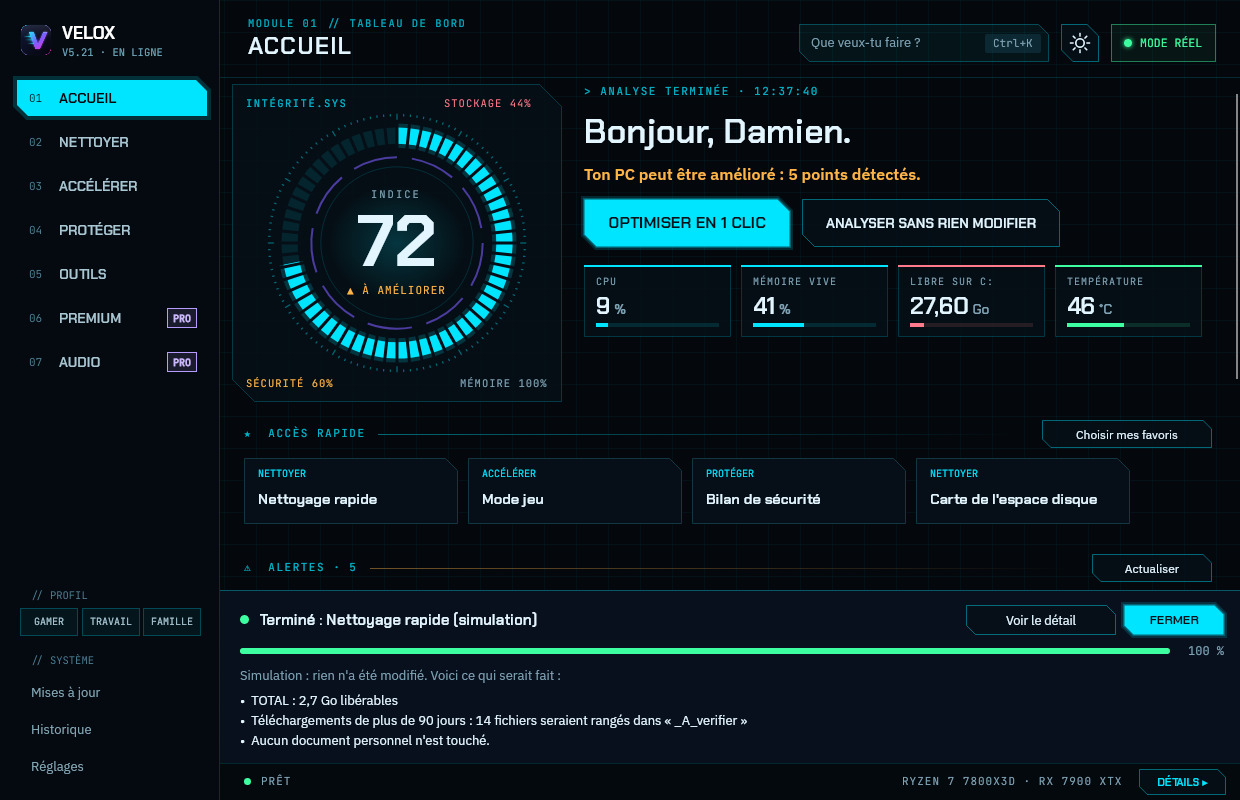 VELOX
V5.21 · EN LIGNE
01 ACCUEIL
02 NETTOYER
03 ACCÉLÉRER
04 PROTÉGER
05 OUTILS
06 PREMIUM PRO
07 AUDIO PRO
// PROFIL
GAMER TRAVAIL FAMILLE
// SYSTÈME
Mises à jour
Historique
Réglages
MODULE 01 // TABLEAU DE BORD
ACCUEIL
Que veux-tu faire ? Ctrl+K
MODE RÉEL
INTÉGRITÉ.SYS STOCKAGE 44%
INDICE
72
▲ À AMÉLIORER
SÉCURITÉ 60% MÉMOIRE 100%
> ANALYSE TERMINÉE · 12:37:40
Bonjour, Damien.
Ton PC peut être amélioré : 5 points détectés.
OPTIMISER EN 1 CLIC ANALYSER SANS RIEN MODIFIER
CPU MÉMOIRE VIVE LIBRE SUR C: TEMPÉRATURE
9 % 41 % 27,60 Go 46 °C
★ ACCÈS RAPIDE Choisir mes favoris
NETTOYER ACCÉLÉRER PROTÉGER NETTOYER
Nettoyage rapide Mode jeu Bilan de sécurité Carte de l'espace disque
⚠ ALERTES · 5 Actualiser
Terminé : Nettoyage rapide (simulation) Voir le détail FERMER
100 %
Simulation : rien n'a été modifié. Voici ce qui serait fait :
• TOTAL : 2,7 Go libérables
• Téléchargements de plus de 90 jours : 14 fichiers seraient rangés dans « _A_verifier »
• Aucun document personnel n'est touché.
PRÊT RYZEN 7 7800X3D · RX 7900 XTX DÉTAILS ▸